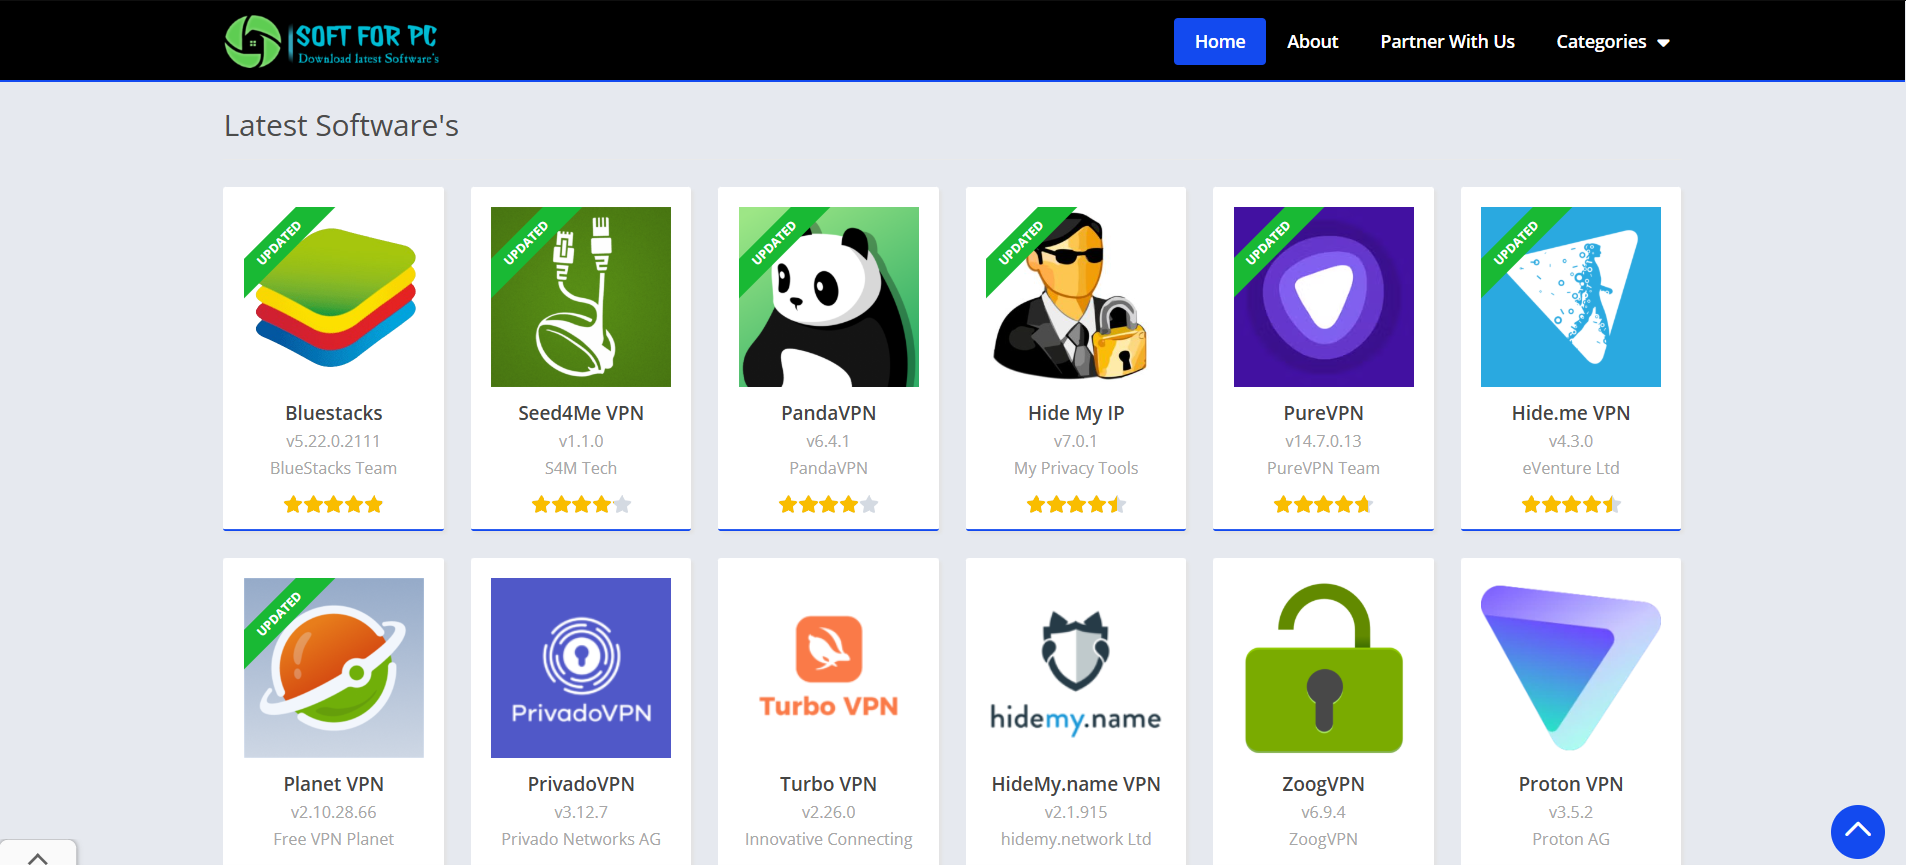 SOFT FOR PC
Download latest Software's
Home
About
Partner With Us
Categories
Latest Software's
UPDATED
Bluestacks
v5.22.0.2111
BlueStacks Team
UPDATED
Seed4Me VPN
v1.1.0
S4M Tech
UPDATED
PandaVPN
v6.4.1
PandaVPN
UPDATED
Hide My IP
v7.0.1
My Privacy Tools
UPDATED
PureVPN
v14.7.0.13
PureVPN Team
UPDATED
Hide.me VPN
v4.3.0
eVenture Ltd
UPDATED
Planet VPN
v2.10.28.66
Free VPN Planet
PrivadoVPN
PrivadoVPN
v3.12.7
Privado Networks AG
Turbo VPN
Turbo VPN
v2.26.0
Innovative Connecting
hidemy.name
HideMy.name VPN
v2.1.915
hidemy.network Ltd
ZoogVPN
v6.9.4
ZoogVPN
Proton VPN
v3.5.2
Proton AG